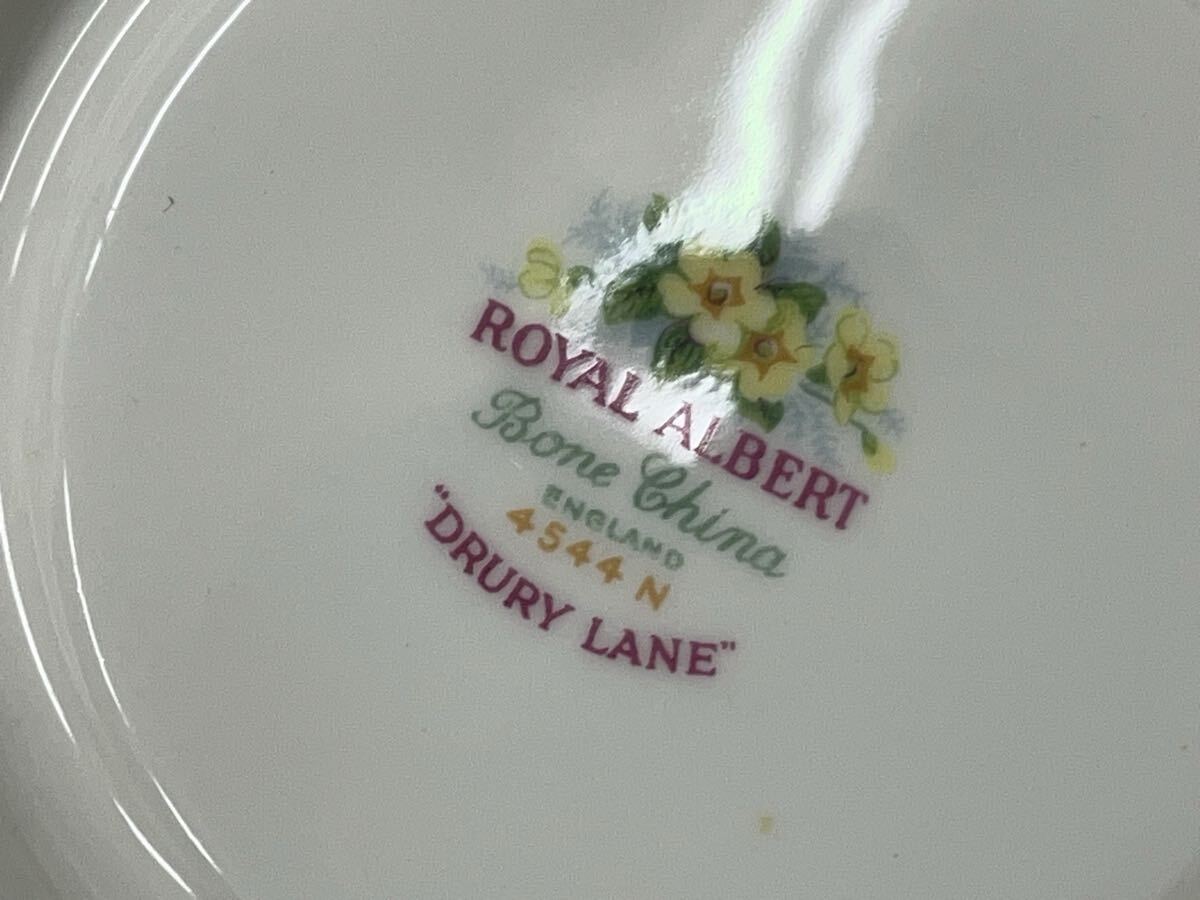 ROYAL ALBERT
Bone China
ENGLAND
4544 N
"DRURY LANE"